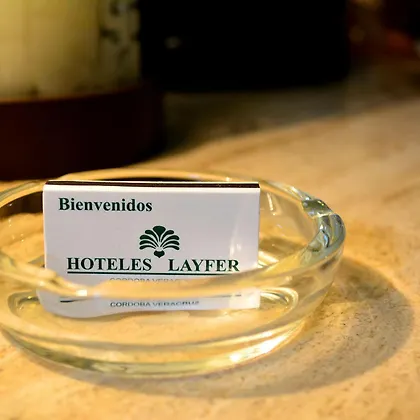 Bienvenidos
HOTELES LAYFER
CORDOBA VERACRUZ